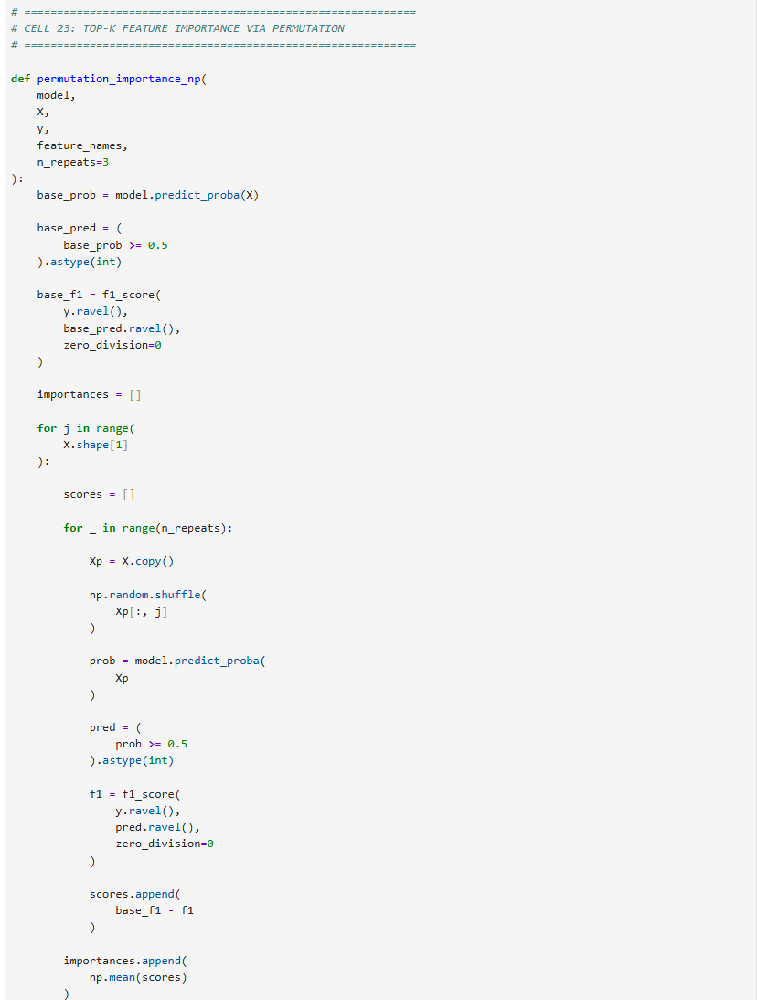 # ============================================================
# CELL 23: TOP-K FEATURE IMPORTANCE VIA PERMUTATION
# ============================================================
def permutation_importance_np(
    model,
    X,
    y,
    feature_names,
    n_repeats=3
):
    base_prob = model.predict_proba(X)
    base_pred = (
        base_prob >= 0.5
    ).astype(int)
    base_f1 = f1_score(
        y.ravel(),
        base_pred.ravel(),
        zero_division=0
    )
    importances = []
    for j in range(
        X.shape[1]
    ):
        scores = []
        for _ in range(n_repeats):
            Xp = X.copy()
            np.random.shuffle(
                Xp[:, j]
            )
            prob = model.predict_proba(
                Xp
            )
            pred = (
                prob >= 0.5
            ).astype(int)
            f1 = f1_score(
                y.ravel(),
                pred.ravel(),
                zero_division=0
            )
            scores.append(
                base_f1 - f1
            )
        importances.append(
            np.mean(scores)
        )